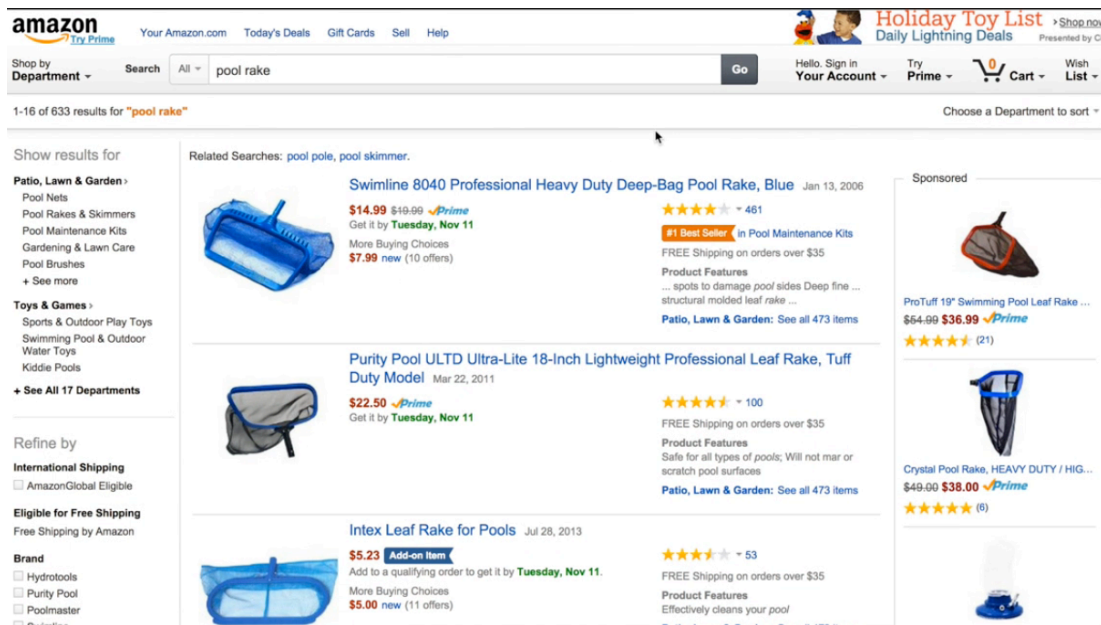 amazon
Try Prime
Your Amazon.com Today's Deals Gift Cards Sell Help
Holiday Toy List
Daily Lightning Deals
> Shop now
Presented by
Shop by
Department
Search
All
pool rake
Go
Hello. Sign in
Your Account
Try
Prime
0
Cart
Wish
List
1-16 of 633 results for "pool rake"
Choose a Department to sort
Show results for
Patio, Lawn & Garden ›
Pool Nets
Pool Rakes & Skimmers
Pool Maintenance Kits
Gardening & Lawn Care
Pool Brushes
+ See more
Toys & Games ›
Sports & Outdoor Play Toys
Swimming Pool & Outdoor
Water Toys
Kiddie Pools
+ See All 17 Departments
Refine by
International Shipping
AmazonGlobal Eligible
Eligible for Free Shipping
Free Shipping by Amazon
Brand
Hydrotools
Purity Pool
Poolmaster
Related Searches: pool pole, pool skimmer.
Swimline 8040 Professional Heavy Duty Deep-Bag Pool Rake, Blue Jan 13, 2006
$14.99 $19.99 Prime
Get it by Tuesday, Nov 11
More Buying Choices
$7.99 new (10 offers)
461
#1 Best Seller in Pool Maintenance Kits
FREE Shipping on orders over $35
Product Features
... spots to damage pool sides Deep fine ...
structural molded leaf rake ...
Patio, Lawn & Garden: See all 473 items
Purity Pool ULTD Ultra-Lite 18-Inch Lightweight Professional Leaf Rake, Tuff
Duty Model Mar 22, 2011
$22.50 Prime
Get it by Tuesday, Nov 11
100
FREE Shipping on orders over $35
Product Features
Safe for all types of pools; Will not mar or
scratch pool surfaces
Patio, Lawn & Garden: See all 473 items
Intex Leaf Rake for Pools Jul 28, 2013
$5.23 Add-on Item
Add to a qualifying order to get it by Tuesday, Nov 11.
More Buying Choices
$5.00 new (11 offers)
53
FREE Shipping on orders over $35
Product Features
Effectively cleans your pool
Sponsored
ProTuff 19" Swimming Pool Leaf Rake ...
$54.99 $36.99 Prime
(21)
Crystal Pool Rake, HEAVY DUTY / HIG...
$49.00 $38.00 Prime
(6)